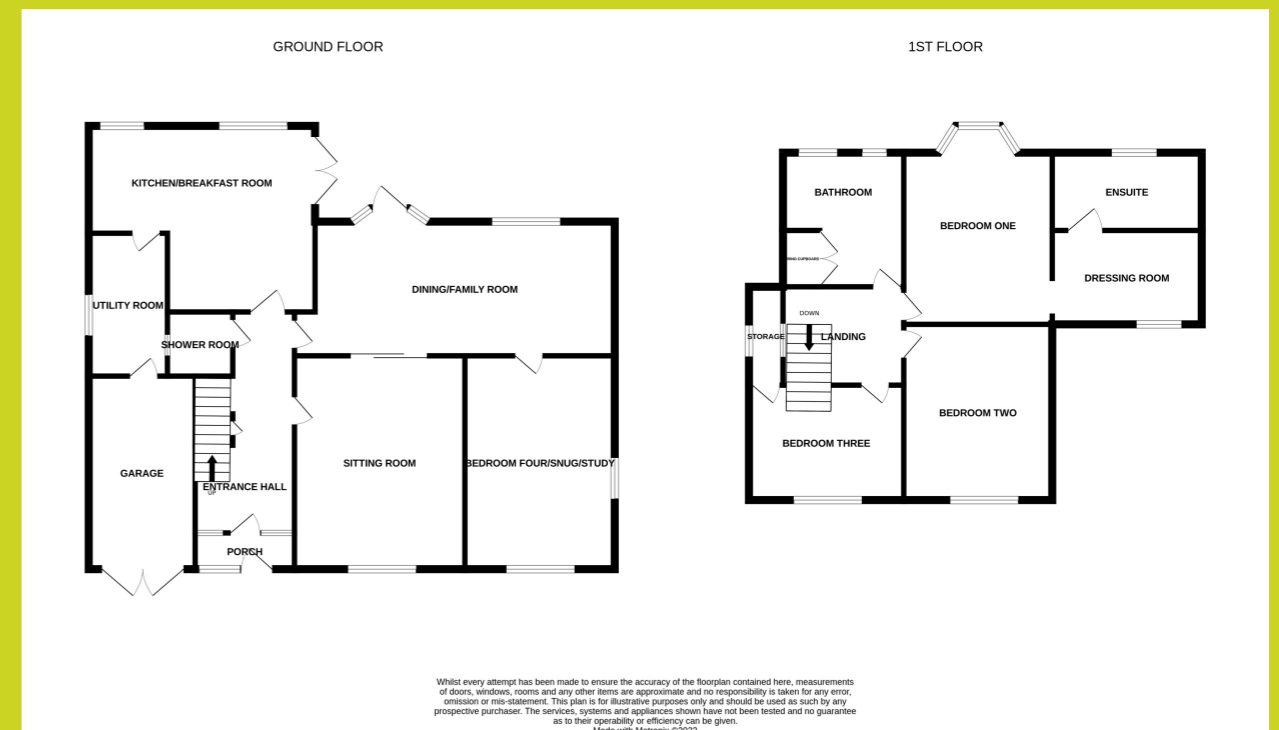 GROUND FLOOR
1ST FLOOR
KITCHEN/BREAKFAST ROOM
UTILITY ROOM
SHOWER ROOM
DINING/FAMILY ROOM
GARAGE
UP
ENTRANCE HALL
PORCH
SITTING ROOM
BEDROOM FOUR/SNUG/STUDY
BATHROOM
CUPBOARD
BEDROOM ONE
ENSUITE
DRESSING ROOM
DOWN
STORAGE
LANDING
BEDROOM TWO
BEDROOM THREE
Whilst every attempt has been made to ensure the accuracy of the floorplan contained here, measurements
of doors, windows, rooms and any other items are approximate and no responsibility is taken for any error,
omission or mis-statement. This plan is for illustrative purposes only and should be used as such by any
prospective purchaser. The services, systems and appliances shown have not been tested and no guarantee
as to their operability or efficiency can be given.
Made with Metropix ©2022